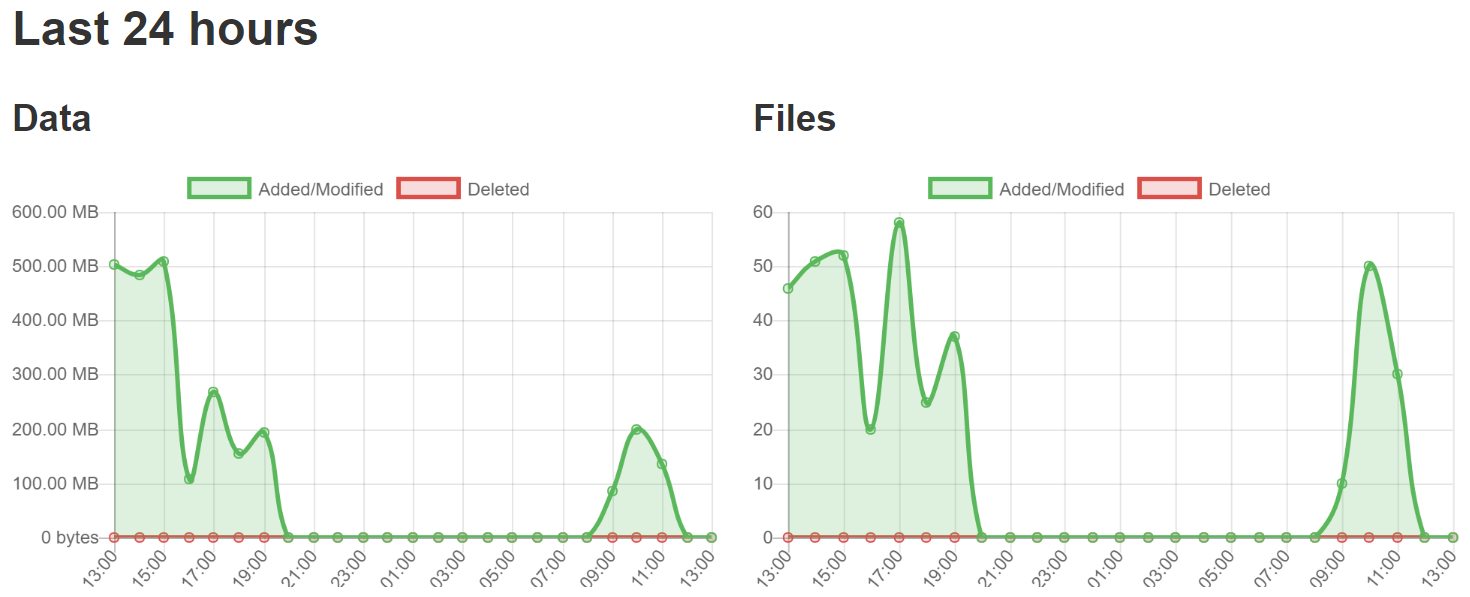 Last 24 hours
Data
Added/Modified Deleted
600.00 MB
500.00 MB
400.00 MB
300.00 MB
200.00 MB
100.00 MB
0 bytes
13:00 15:00 17:00 19:00 21:00 23:00 01:00 03:00 05:00 07:00 09:00 11:00 13:00
Files
Added/Modified Deleted
60
50
40
30
20
10
0
13:00 15:00 17:00 19:00 21:00 23:00 01:00 03:00 05:00 07:00 09:00 11:00 13:00